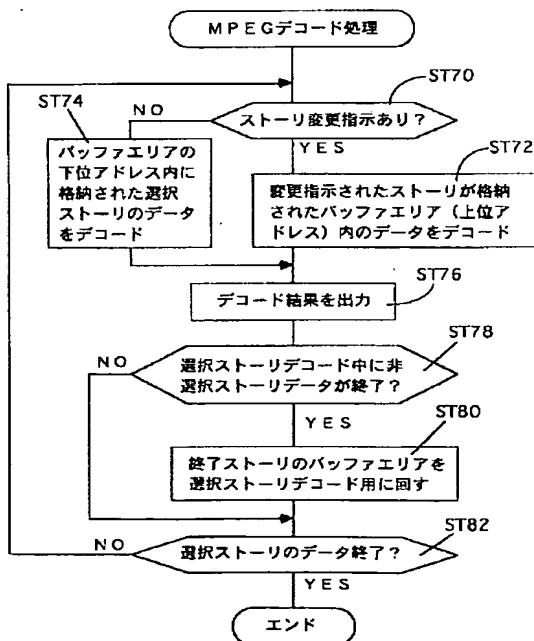 MPEGデコード処理
ST70
ストーリ変更指示あり?
NO
YES
ST74
バッファエリアの
下位アドレス内に
格納された選択
ストーリのデータ
をデコード
ST72
変更指示されたストーリが格納
されたバッファエリア(上位ア
ドレス)内のデータをデコード
ST76
デコード結果を出力
ST78
選択ストーリデコード中に非
選択ストーリデータが終了?
NO
YES
ST80
終了ストーリのバッファエリアを
選択ストーリデコード用に回す
ST82
選択ストーリのデータ終了?
NO
YES
エンド